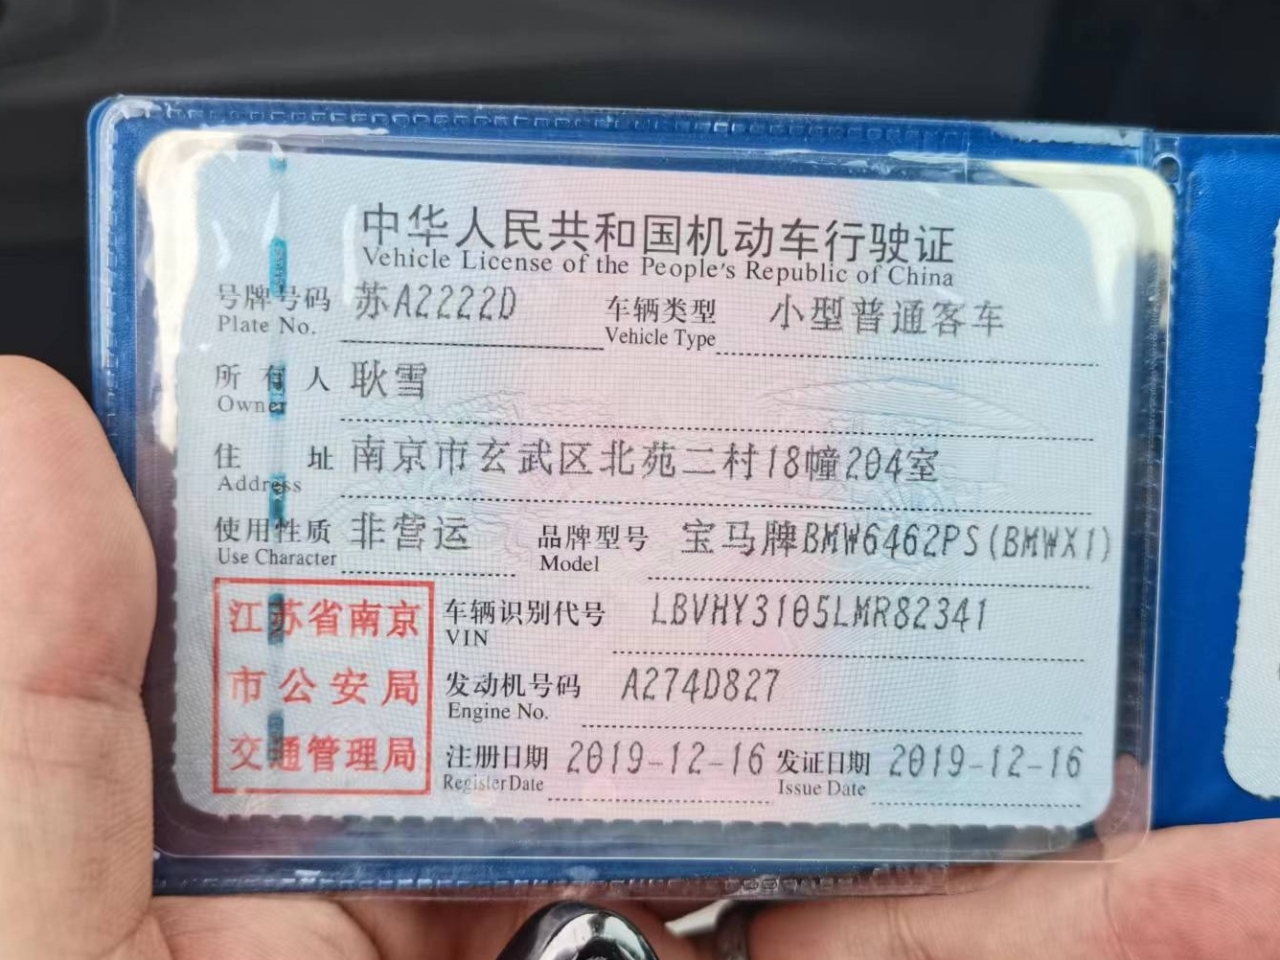 中华人民共和国机动车行驶证
Vehicle License of the People's Republic of China
号牌号码 苏A2222D 车辆类型 小型普通客车
Plate No. Vehicle Type
所有人 耿雪
Owner
住址 南京市玄武区北苑二村18幢204室
Address
使用性质 非营运 品牌型号 宝马牌BMW6462PS(BMWX1)
Use Character Model
江苏省南京
市公安局
交通管理局
车辆识别代号 LBVHY3105LMR82341
VIN
发动机号码 A274D827
Engine No.
注册日期 2019-12-16 发证日期 2019-12-16
Register Date Issue Date